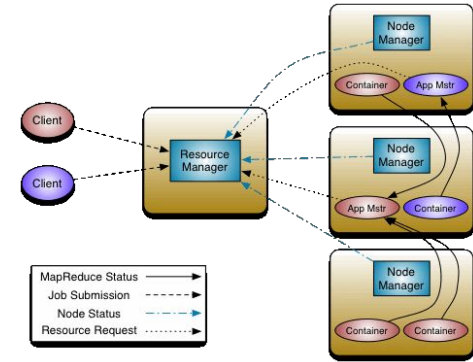 Node
Manager
Container
App Mstr
Client
Resource
Manager
Client
Node
Manager
App Mstr
Container
Node
Manager
Container
Container
MapReduce Status
Job Submission
Node Status
Resource Request